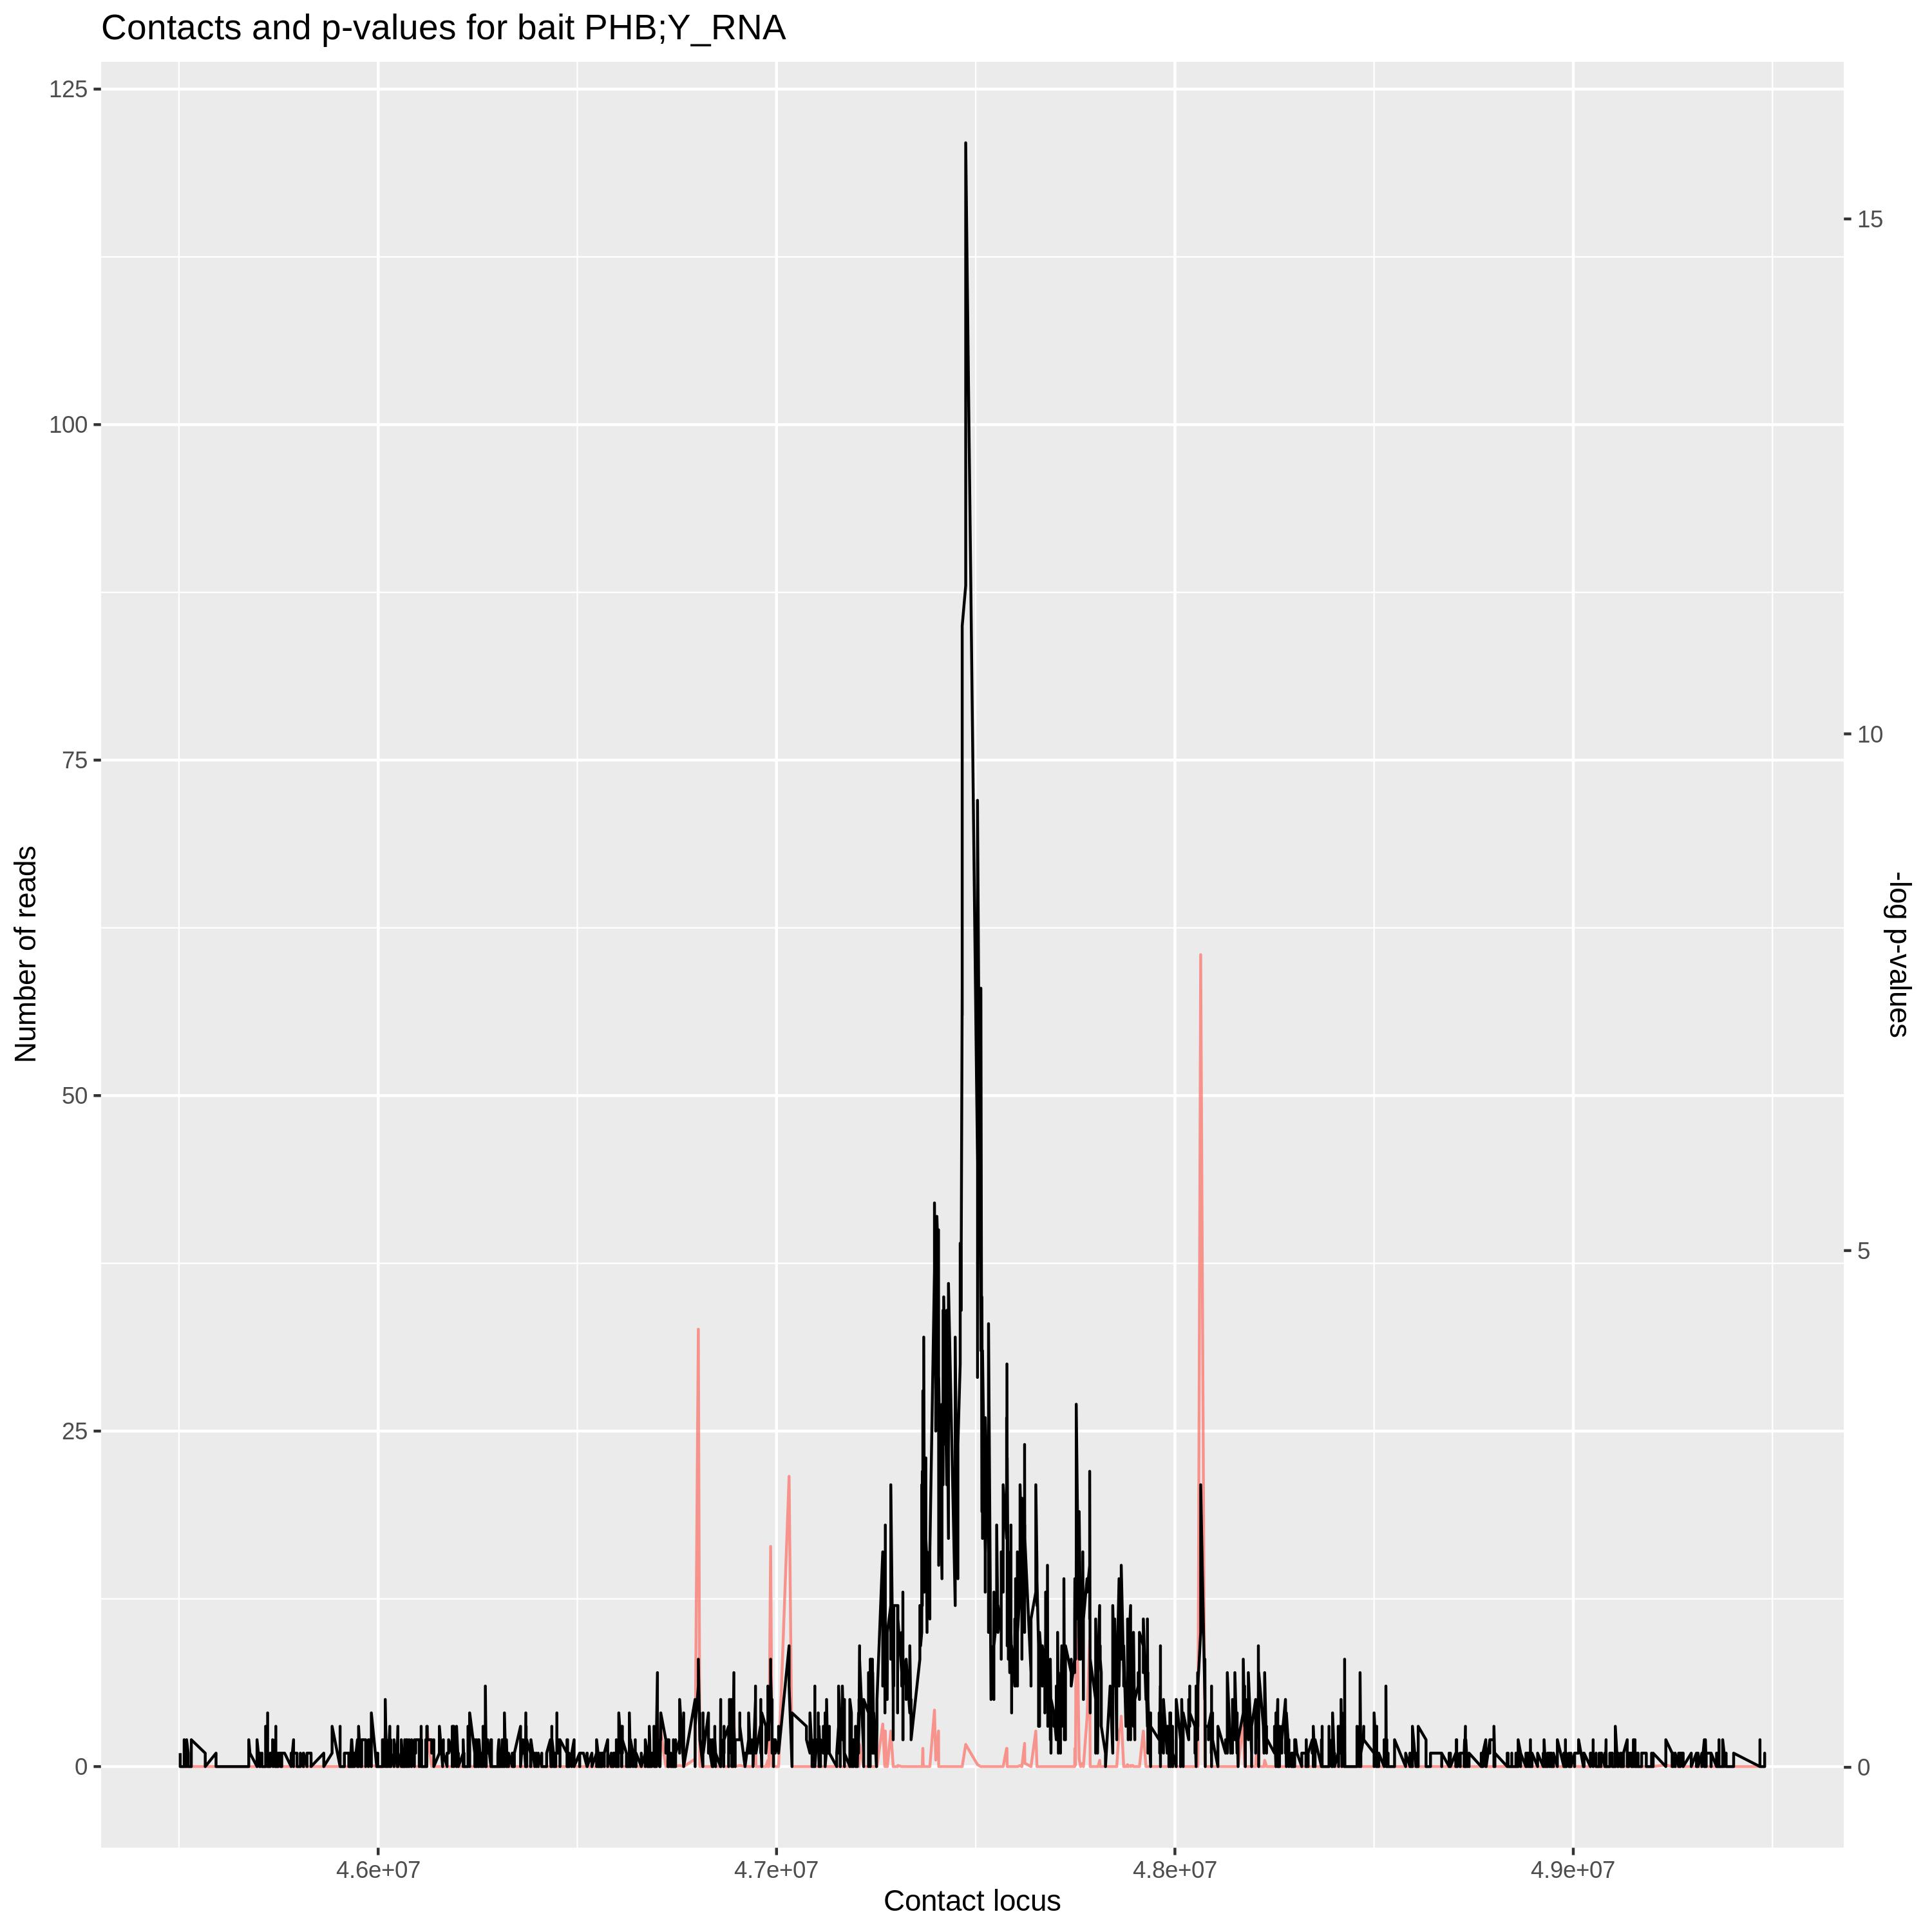 Contacts and p-values for bait PHB;Y_RNA
125
100
75
50
25
0
Number of reads
15
10
5
0
-log p-values
4.6e+07
4.7e+07
4.8e+07
4.9e+07
Contact locus